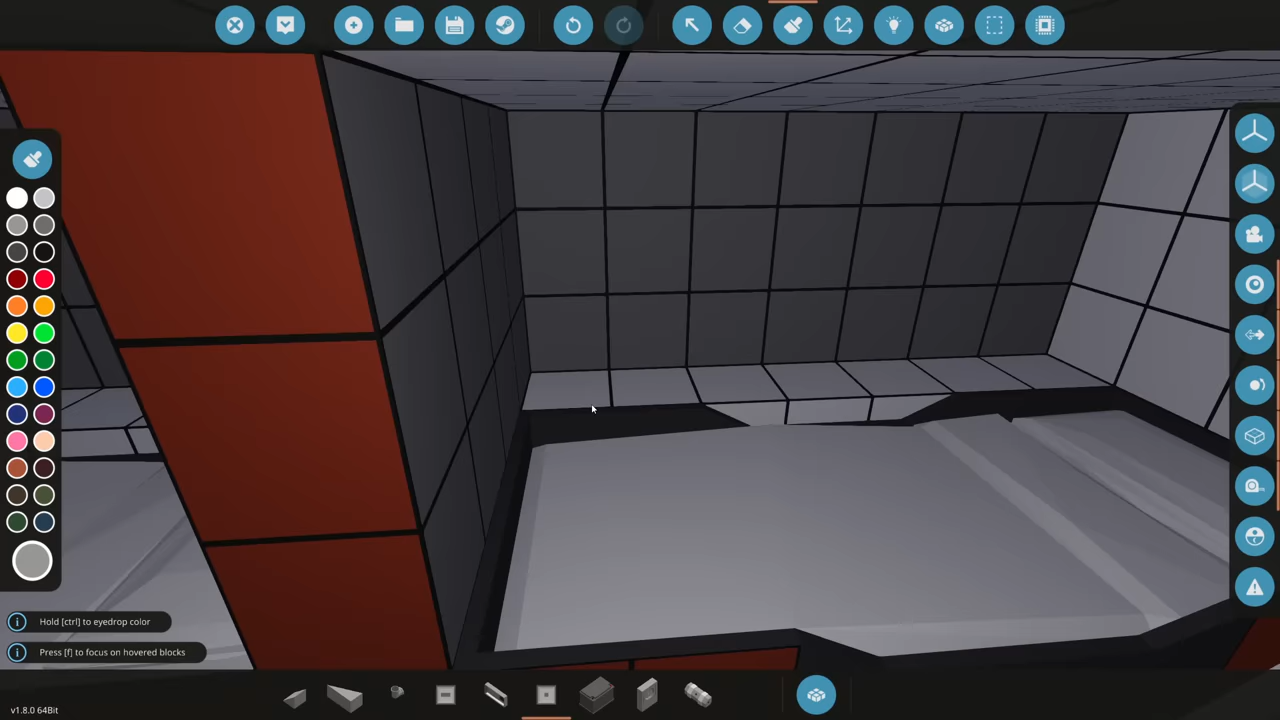 Hold [ctrl] to eyedrop color
Press [f] to focus on hovered blocks
v1.8.0 64Bit